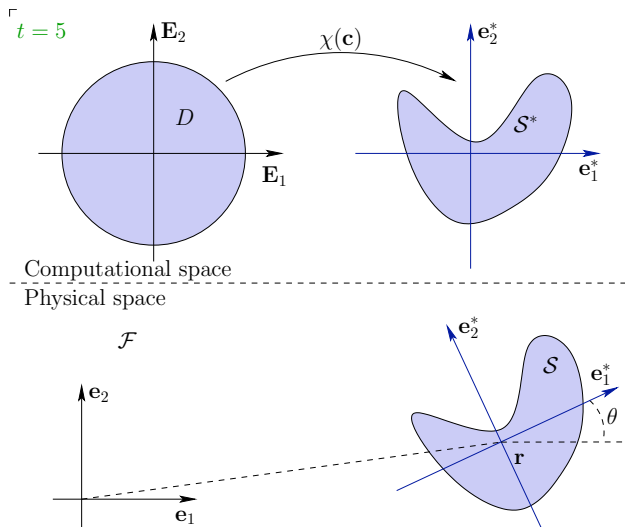 t = 5
E₂
χ(c)
e₂*
D
S*
E₁
e₁*
Computational space
Physical space
F
e₂*
S
e₁*
e₂
θ
r
e₁